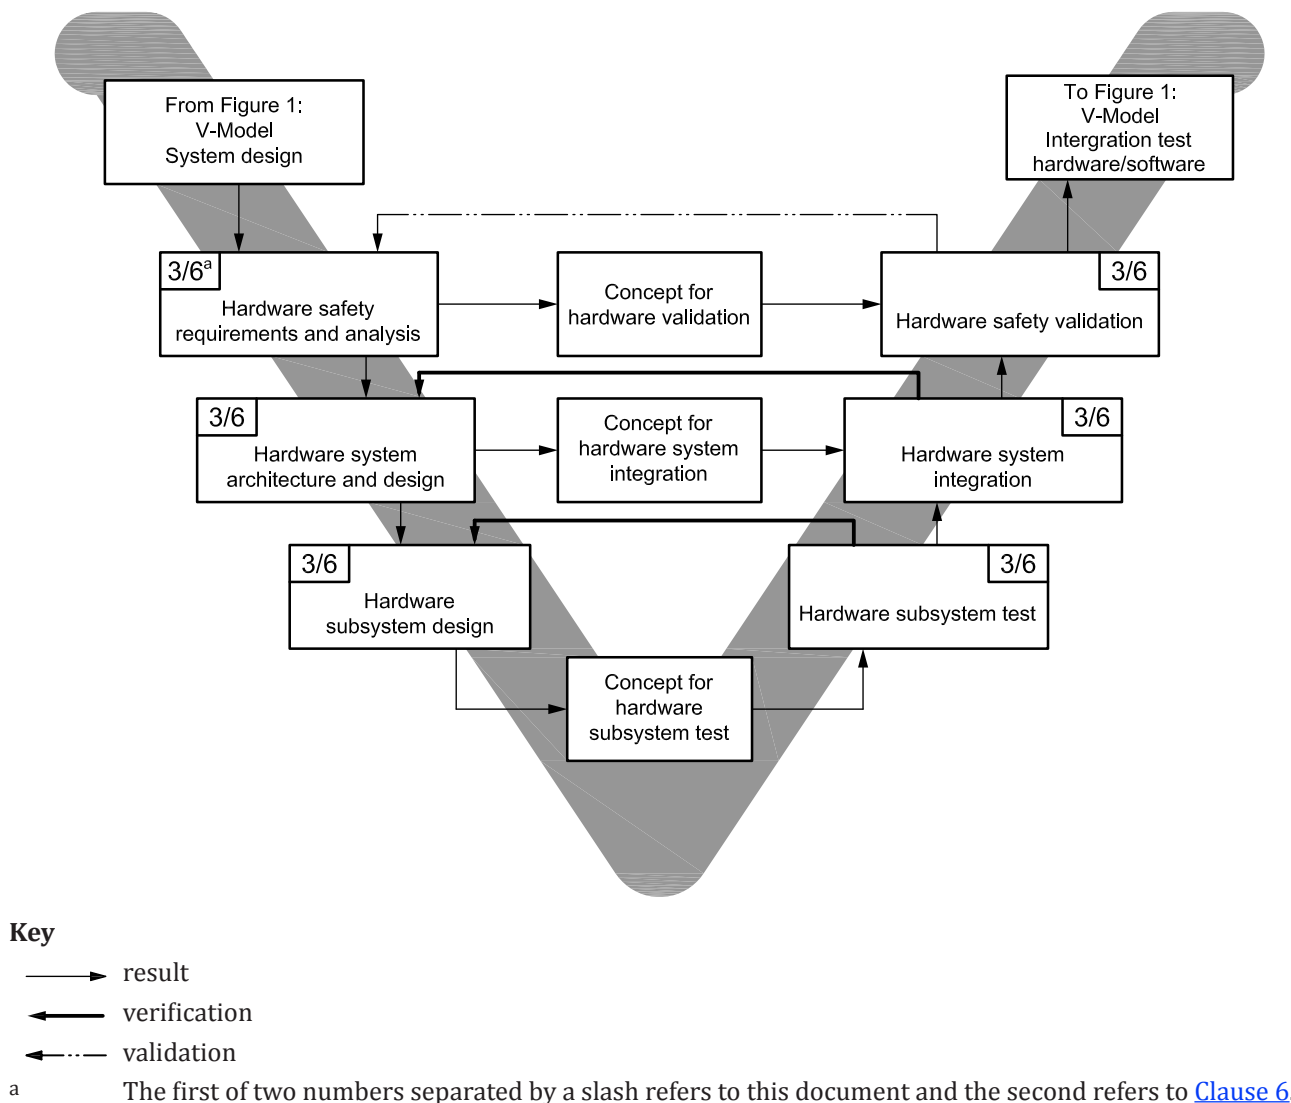 From Figure 1:
V-Model
System design
To Figure 1:
V-Model
Intergration test
hardware/software
3/6a
Hardware safety
requirements and analysis
Concept for
hardware validation
3/6
Hardware safety validation
3/6
Hardware system
architecture and design
Concept for
hardware system
integration
3/6
Hardware system
integration
3/6
Hardware
subsystem design
3/6
Hardware subsystem test
Concept for
hardware
subsystem test
Key
result
verification
validation
a The first of two numbers separated by a slash refers to this document and the second refers to Clause 6.